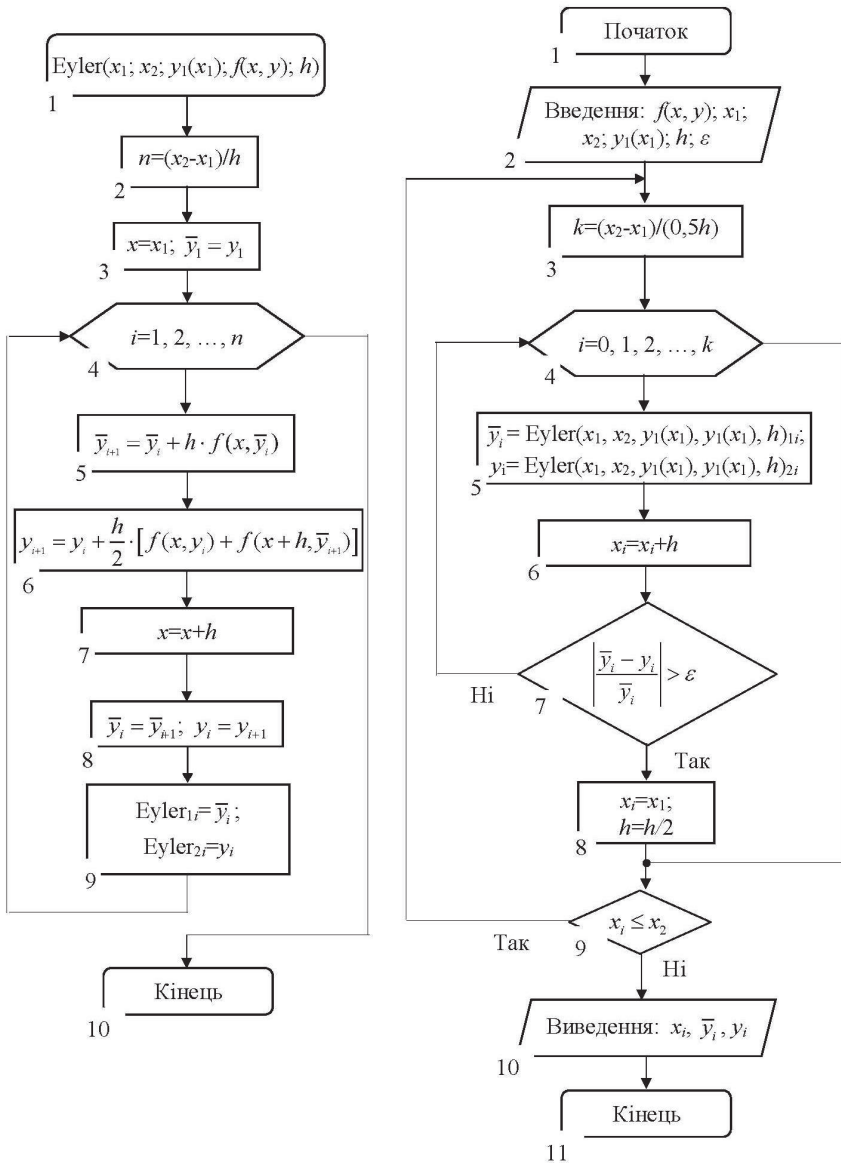 Eyler(x₁; x₂; y₁(x₁); f(x, y); h)
1
n=(x₂-x₁)/h
2
x=x₁; y̅₁ = y₁
3
i=1, 2, ..., n
4
y̅ᵢ₊₁ = y̅ᵢ + h · f(x, y̅ᵢ)
5
yᵢ₊₁ = yᵢ + h/2 · [f(x, yᵢ) + f(x + h, y̅ᵢ₊₁)]
6
x=x+h
7
y̅ᵢ = y̅ᵢ₊₁; yᵢ = yᵢ₊₁
8
Eyler₁ᵢ= y̅ᵢ;
Eyler₂ᵢ=yᵢ
9
Кінець
10
Початок
1
Введення: f(x, y); x₁;
x₂; y₁(x₁); h; ε
2
k=(x₂-x₁)/(0,5h)
3
i=0, 1, 2, ..., k
4
y̅ᵢ = Eyler(x₁, x₂, y₁(x₁), y₁(x₁), h)₁ᵢ;
yᵢ= Eyler(x₁, x₂, y₁(x₁), y₁(x₁), h)₂ᵢ
5
xᵢ=xᵢ+h
6
|(y̅ᵢ − yᵢ)/y̅ᵢ| > ε
Ні
7
Так
xᵢ=x₁;
h=h/2
8
xᵢ ≤ x₂
Так
9
Ні
Виведення: xᵢ, y̅ᵢ, yᵢ
10
Кінець
11